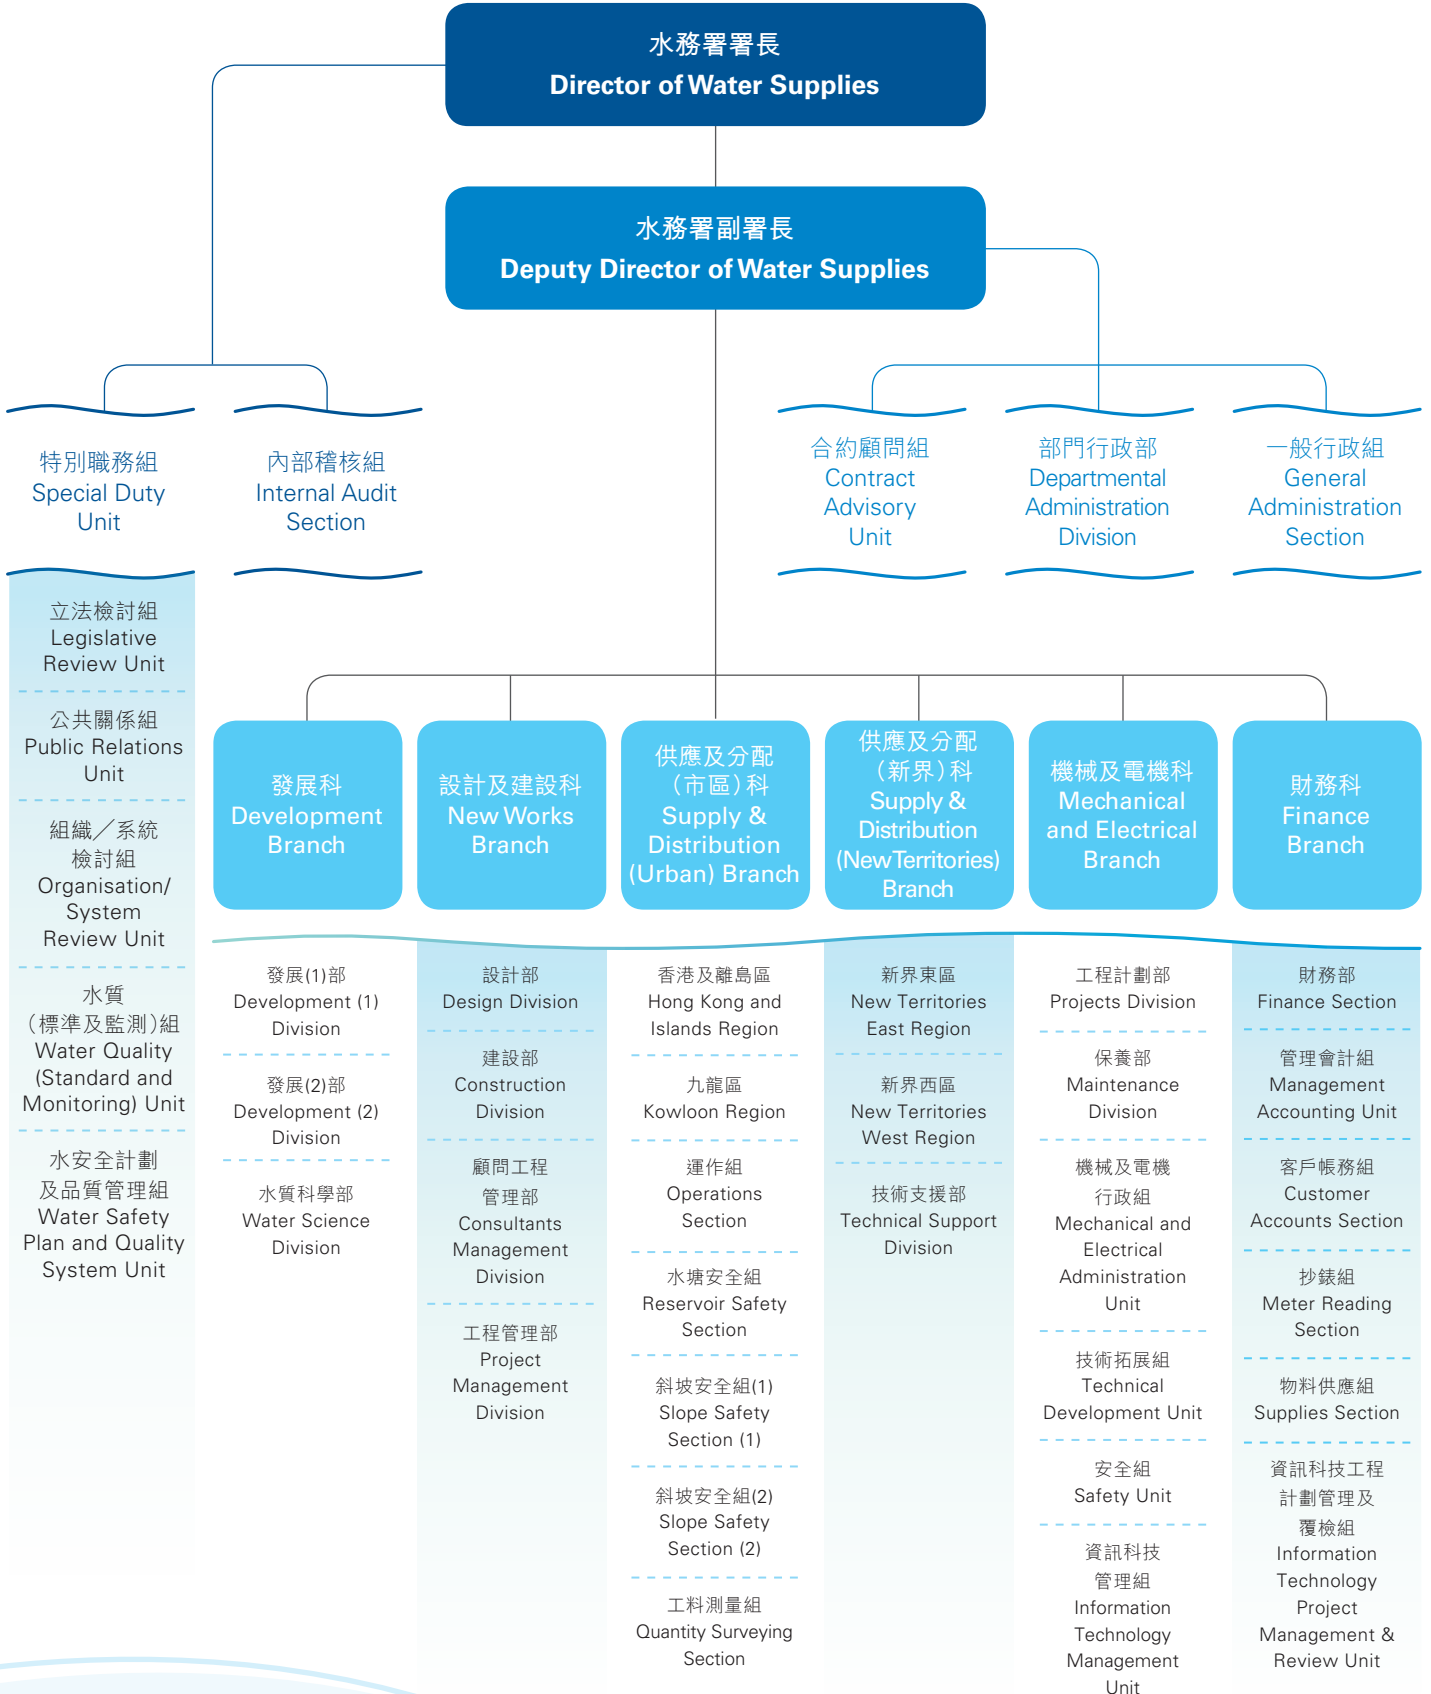 水務署署長
Director of Water Supplies
水務署副署長
Deputy Director of Water Supplies
特別職務組
Special Duty
Unit
內部稽核組
Internal Audit
Section
合約顧問組
Contract
Advisory
Unit
部門行政部
Departmental
Administration
Division
一般行政組
General
Administration
Section
立法檢討組
Legislative
Review Unit
公共關係組
Public Relations
Unit
組織／系統
檢討組
Organisation/
System
Review Unit
水質
（標準及監測）組
Water Quality
(Standard and
Monitoring) Unit
水安全計劃
及品質管理組
Water Safety
Plan and Quality
System Unit
發展科
Development
Branch
設計及建設科
New Works
Branch
供應及分配
（市區）科
Supply &
Distribution
(Urban) Branch
供應及分配
（新界）科
Supply &
Distribution
(New Territories)
Branch
機械及電機科
Mechanical
and Electrical
Branch
財務科
Finance
Branch
發展(1)部
Development (1)
Division
發展(2)部
Development (2)
Division
水質科學部
Water Science
Division
設計部
Design Division
建設部
Construction
Division
顧問工程
管理部
Consultants
Management
Division
工程管理部
Project
Management
Division
香港及離島區
Hong Kong and
Islands Region
九龍區
Kowloon Region
運作組
Operations
Section
水塘安全組
Reservoir Safety
Section
斜坡安全組(1)
Slope Safety
Section (1)
斜坡安全組(2)
Slope Safety
Section (2)
工料測量組
Quantity Surveying
Section
新界東區
New Territories
East Region
新界西區
New Territories
West Region
技術支援部
Technical Support
Division
工程計劃部
Projects Division
保養部
Maintenance
Division
機械及電機
行政組
Mechanical and
Electrical
Administration
Unit
技術拓展組
Technical
Development Unit
安全組
Safety Unit
資訊科技
管理組
Information
Technology
Management
Unit
財務部
Finance Section
管理會計組
Management
Accounting Unit
客戶帳務組
Customer
Accounts Section
抄錶組
Meter Reading
Section
物料供應組
Supplies Section
資訊科技工程
計劃管理及
覆檢組
Information
Technology
Project
Management &
Review Unit